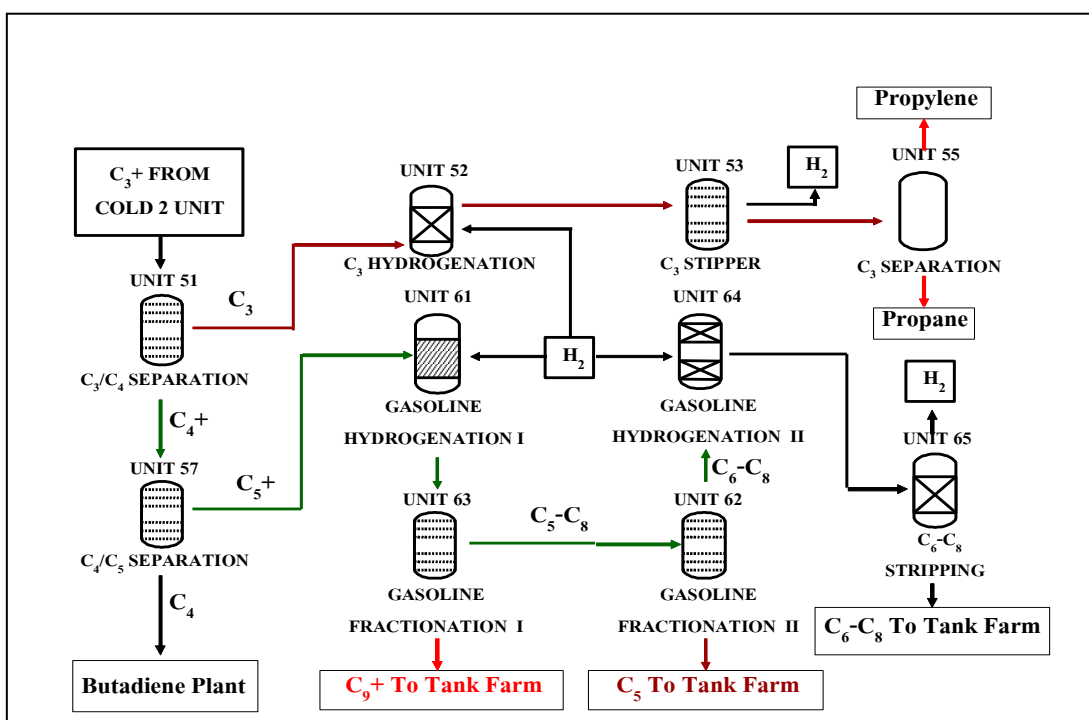 Propylene
UNIT 55
C₃+ FROM
COLD 2 UNIT
UNIT 52
UNIT 53
H₂
C₃ HYDROGENATION
C₃ STIPPER
C₃ SEPARATION
UNIT 51
C₃
UNIT 61
UNIT 64
Propane
H₂
H₂
C₃/C₄ SEPARATION
GASOLINE
HYDROGENATION I
GASOLINE
HYDROGENATION II
C₄+
UNIT 65
UNIT 57
C₅+
C₆-C₈
UNIT 63
C₅-C₈
UNIT 62
C₆-C₈
STRIPPING
C₄/C₅ SEPARATION
C₄
GASOLINE
FRACTIONATION I
GASOLINE
FRACTIONATION II
C₆-C₈ To Tank Farm
Butadiene Plant
C₉+ To Tank Farm
C₅ To Tank Farm